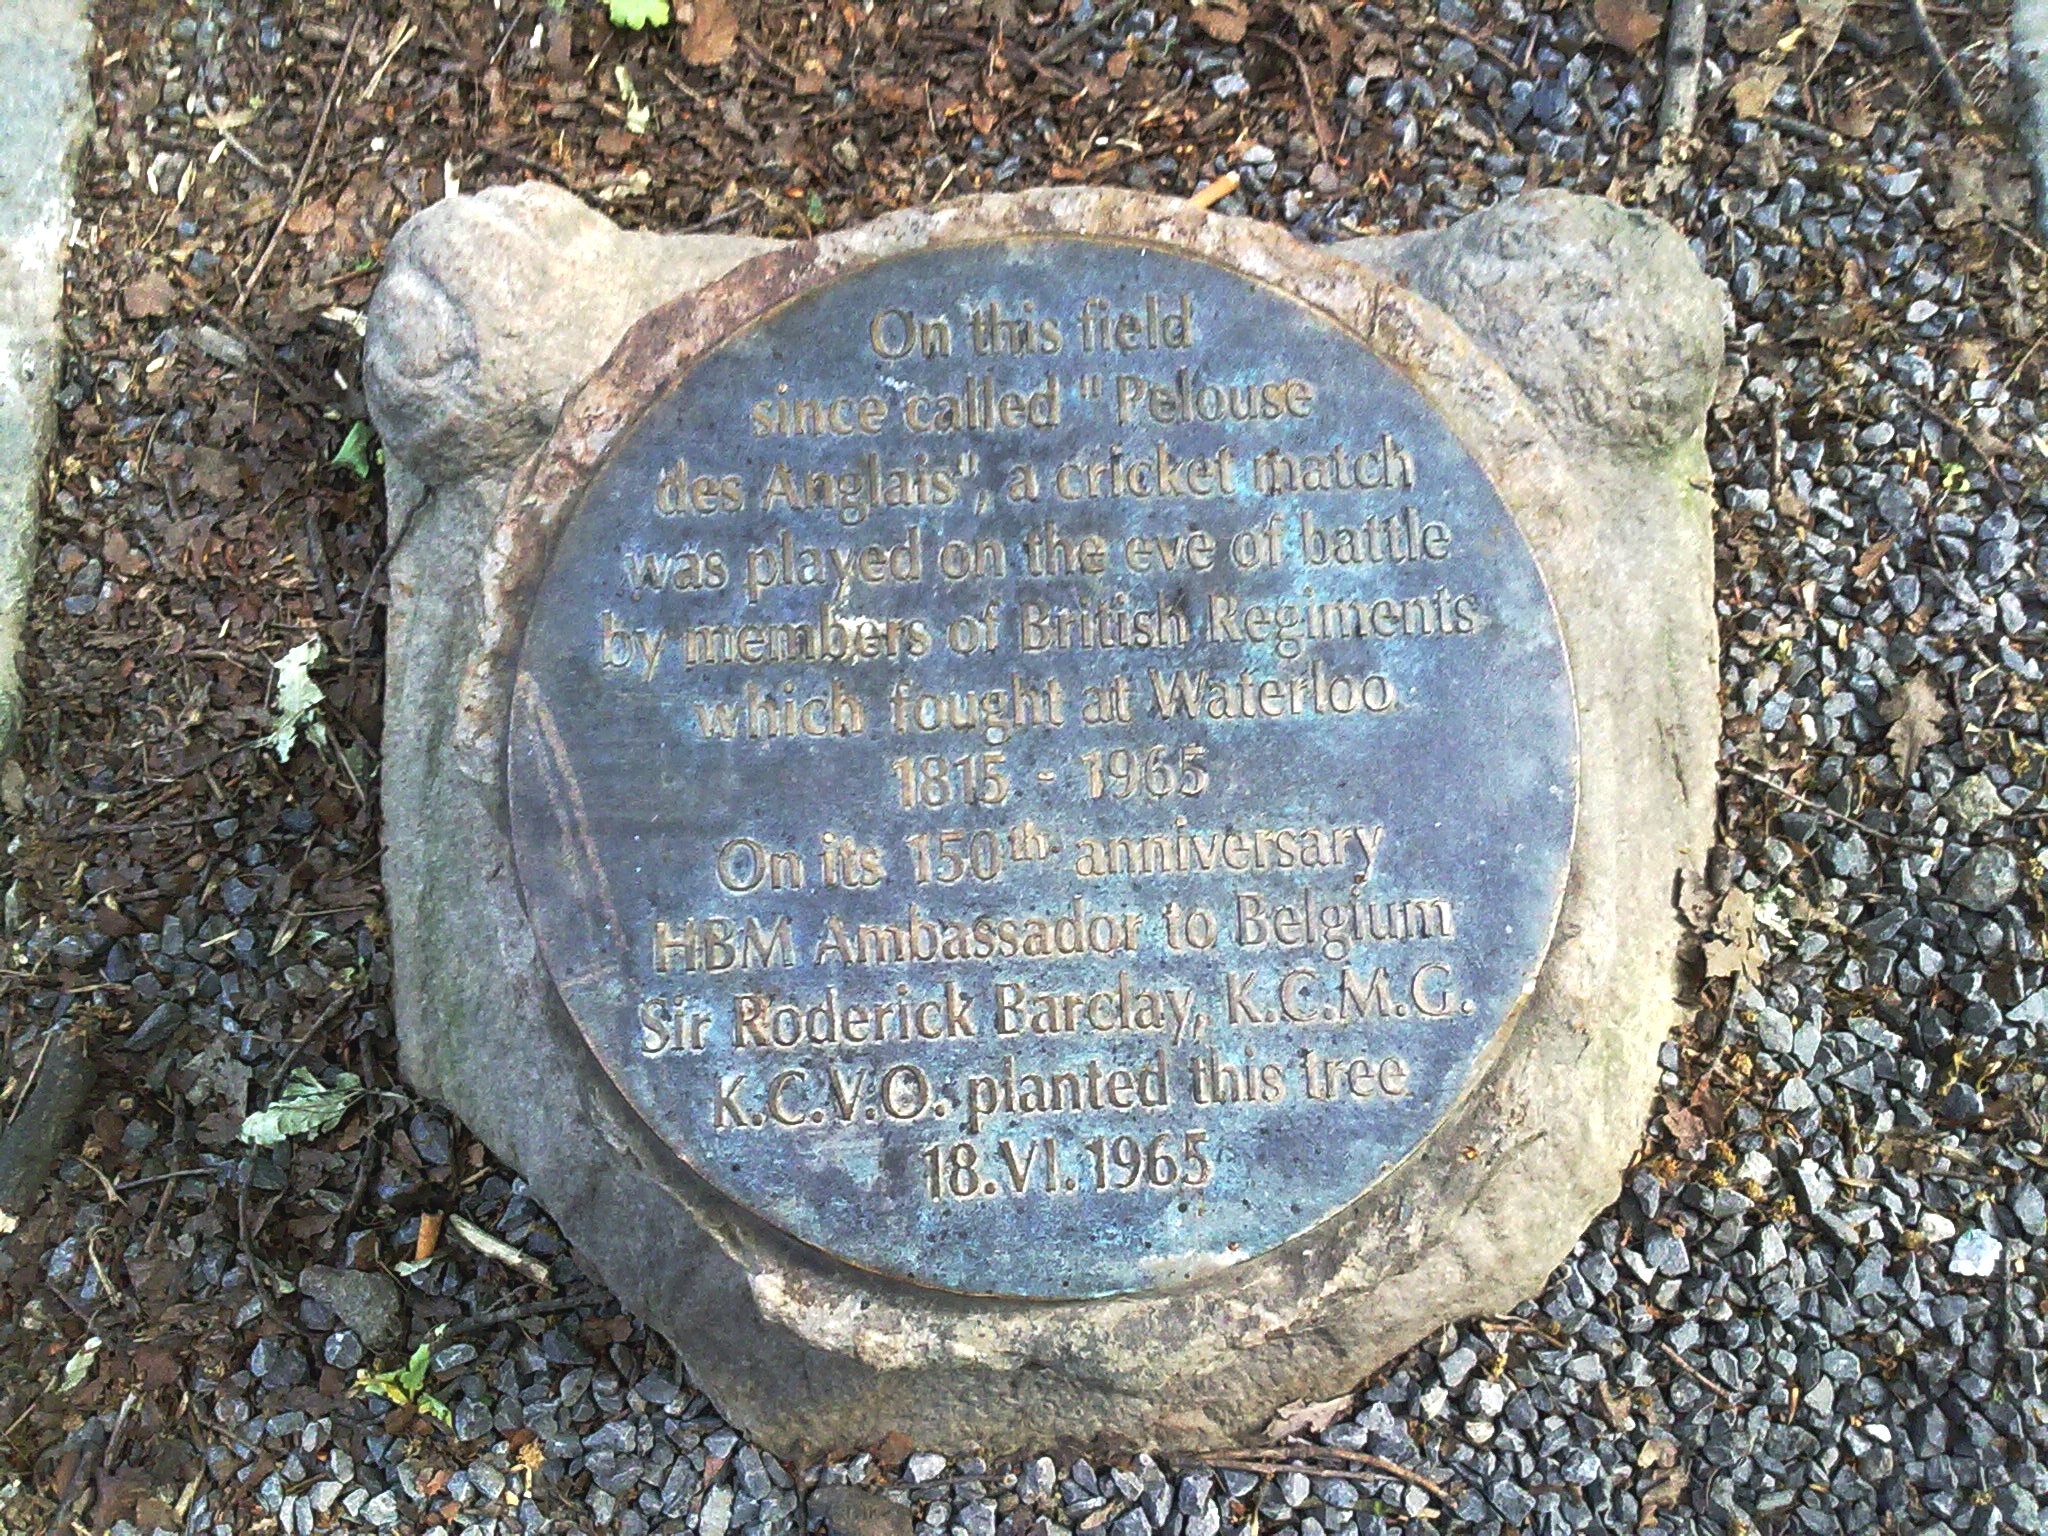 On this field
since called "Pelouse
des Anglais", a cricket match
was played on the eve of battle
by members of British Regiments
which fought at Waterloo
1815 - 1965
On its 150th anniversary
HBM Ambassador to Belgium
Sir Roderick Barclay, K.C.M.G.
K.C.V.O. planted this tree
18.VI.1965